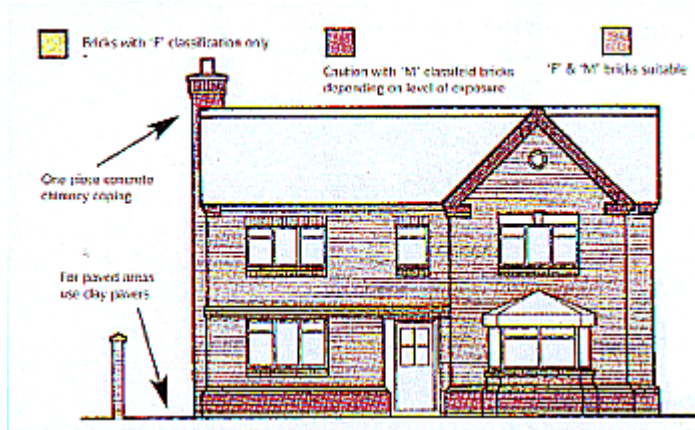 Bricks with 'F' classification only
Caution with 'M' classifeid bricks
depending on level of exposure
'F' & 'M' bricks suitable
One piece concrete
chimney coping
For paved areas
use clay pavers